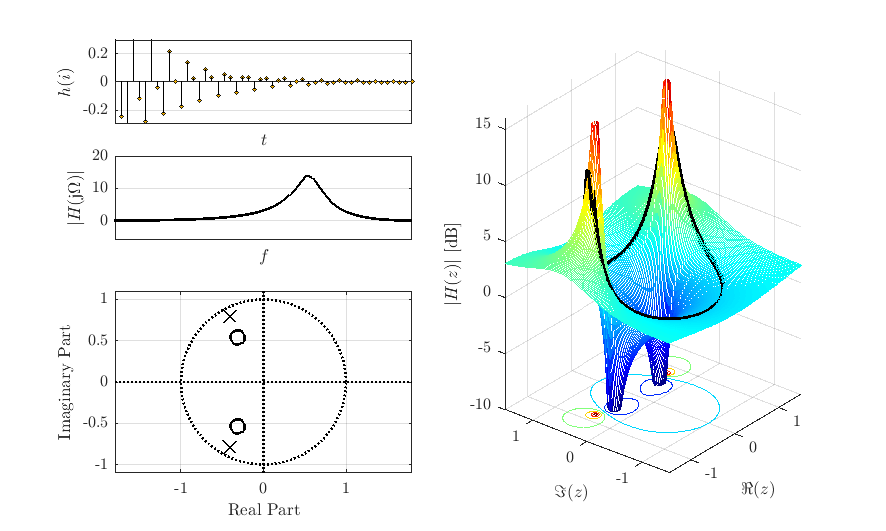 0.2
0
-0.2
h(i)
t
20
10
0
|H(jΩ)|
f
1
0.5
0
-0.5
-1
Imaginary Part
-1
0
1
Real Part
15
10
5
0
-5
-10
|H(z)| [dB]
1
0
-1
ℑ(z)
-1
0
1
ℜ(z)